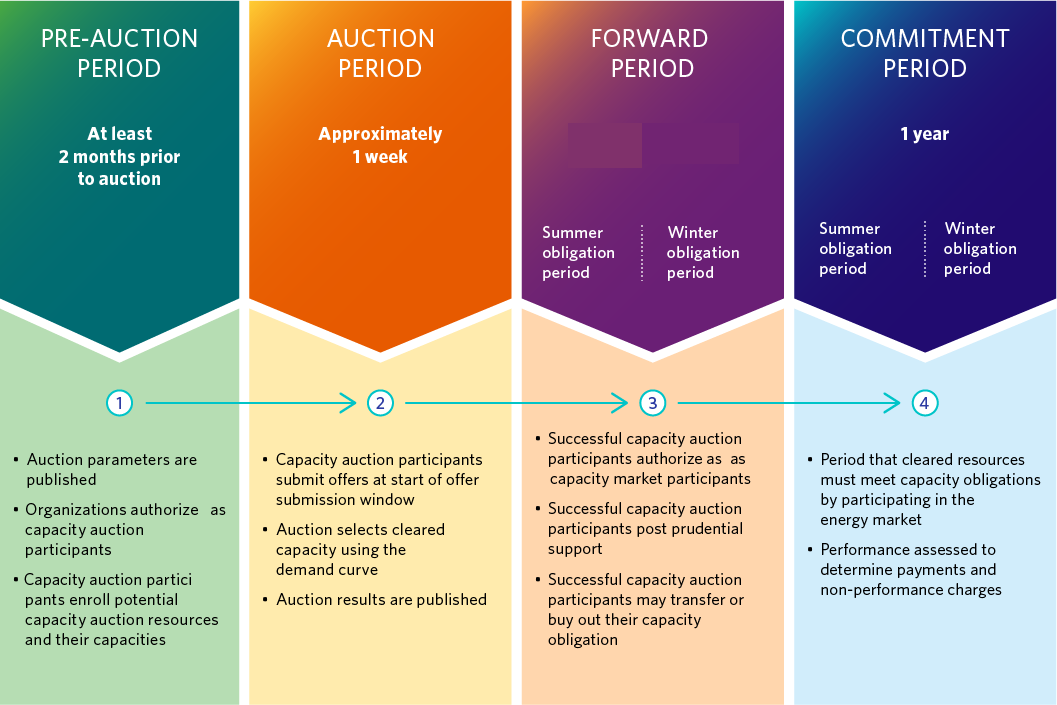 PRE-AUCTION
PERIOD
At least
2 months prior
to auction
1
• Auction parameters are
published
• Organizations authorize as
capacity auction
participants
• Capacity auction partici
pants enroll potential
capacity auction resources
and their capacities
AUCTION
PERIOD
Approximately
1 week
2
• Capacity auction participants
submit offers at start of offer
submission window
• Auction selects cleared
capacity using the
demand curve
• Auction results are published
FORWARD
PERIOD
Summer
obligation
period
Winter
obligation
period
3
• Successful capacity auction
participants authorize as as
capacity market participants
• Successful capacity auction
participants post prudential
support
• Successful capacity auction
participants may transfer or
buy out their capacity
obligation
COMMITMENT
PERIOD
1 year
Summer
obligation
period
Winter
obligation
period
4
• Period that cleared resources
must meet capacity obligations
by participating in the
energy market
• Performance assessed to
determine payments and
non-performance charges